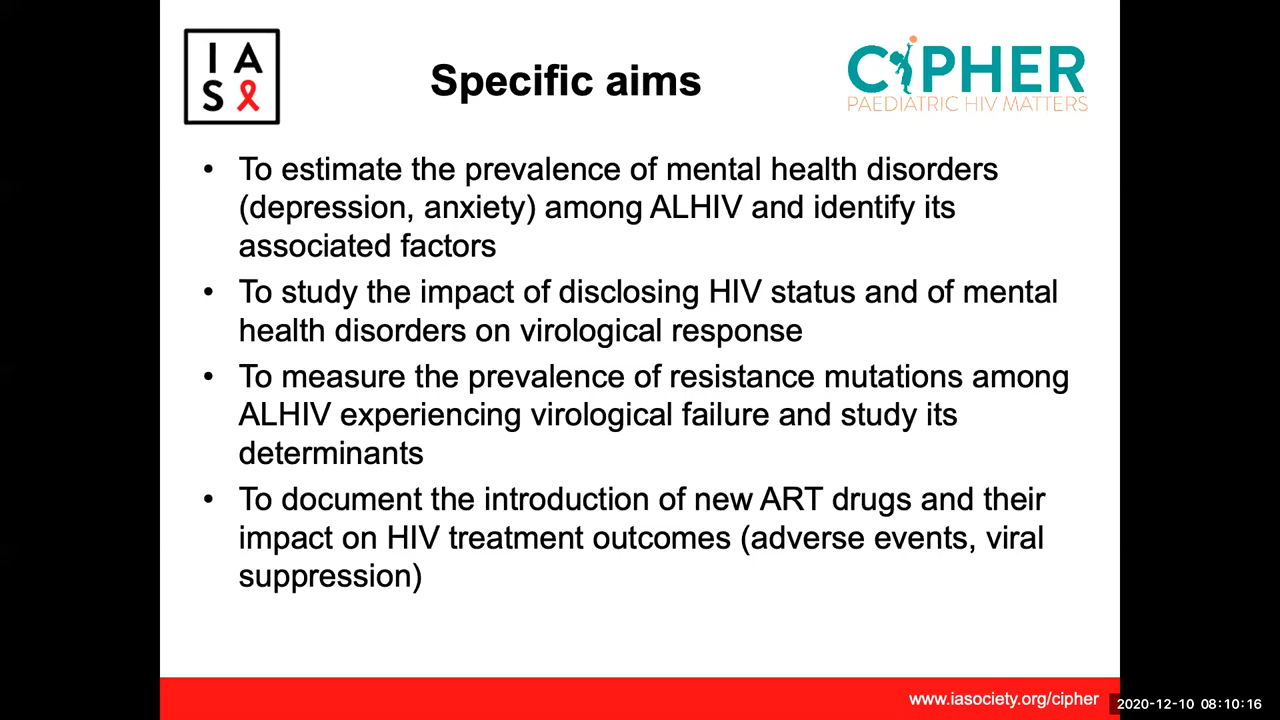 I A
S
Specific aims
CIPHER
PAEDIATRIC HIV MATTERS
• To estimate the prevalence of mental health disorders
(depression, anxiety) among ALHIV and identify its
associated factors
• To study the impact of disclosing HIV status and of mental
health disorders on virological response
• To measure the prevalence of resistance mutations among
ALHIV experiencing virological failure and study its
determinants
• To document the introduction of new ART drugs and their
impact on HIV treatment outcomes (adverse events, viral
suppression)
www.iasociety.org/cipher
2020-12-10 08:10:16